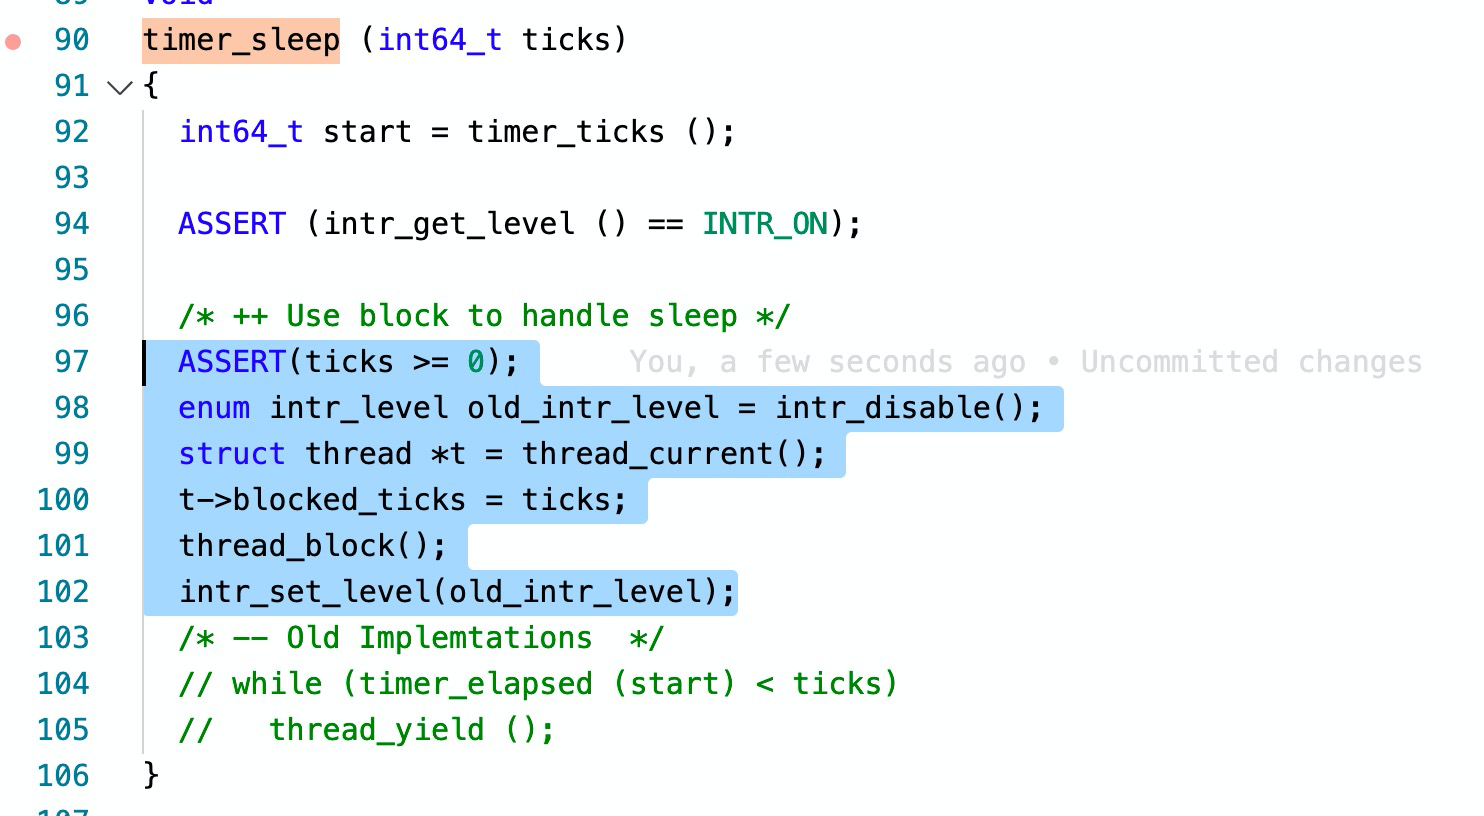 90 timer_sleep (int64_t ticks)
91 {
92 int64_t start = timer_ticks ();
93
94 ASSERT (intr_get_level () == INTR_ON);
95
96 /* ++ Use block to handle sleep */
97 ASSERT(ticks >= 0); You, a few seconds ago • Uncommitted changes
98 enum intr_level old_intr_level = intr_disable();
99 struct thread *t = thread_current();
100 t->blocked_ticks = ticks;
101 thread_block();
102 intr_set_level(old_intr_level);
103 /* -- Old Implemtations  */
104 // while (timer_elapsed (start) < ticks)
105 //   thread_yield ();
106 }